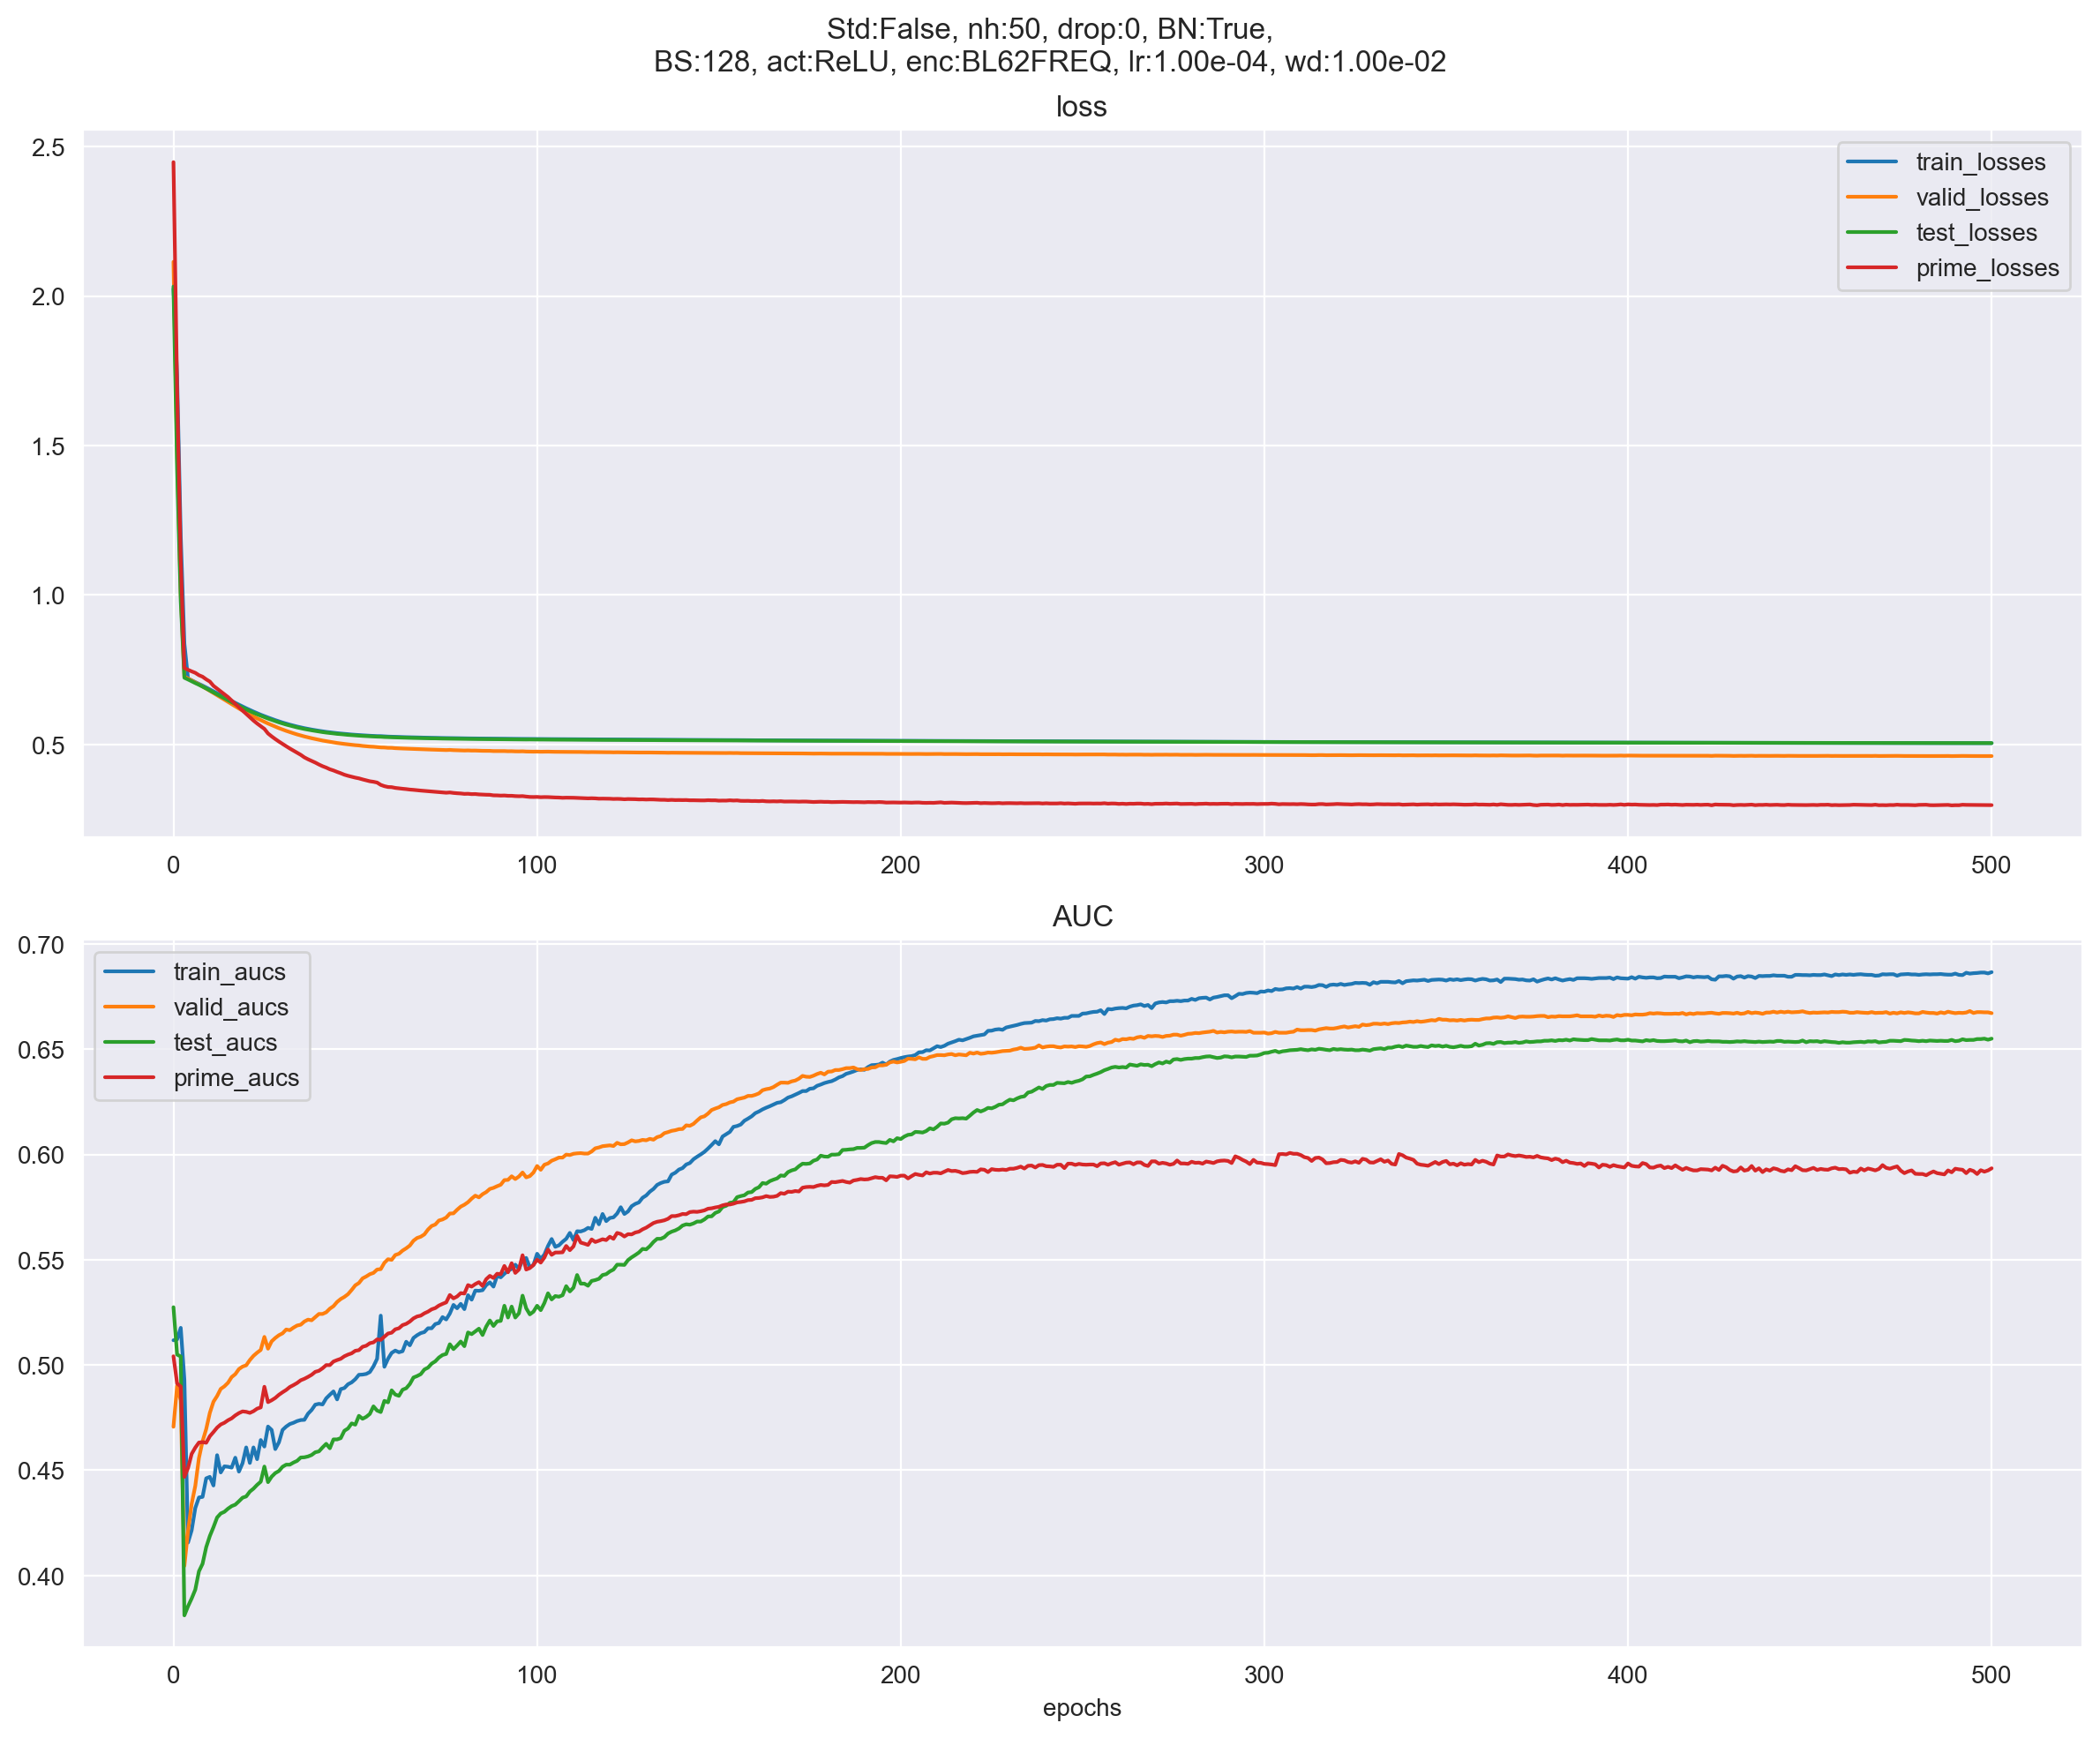 Std:False, nh:50, drop:0, BN:True,
BS:128, act:ReLU, enc:BL62FREQ, lr:1.00e-04, wd:1.00e-02
loss
2.5
2.0
1.5
1.0
0.5
train_losses
valid_losses
test_losses
prime_losses
0 100 200 300 400 500
AUC
0.70
0.65
0.60
0.55
0.50
0.45
0.40
train_aucs
valid_aucs
test_aucs
prime_aucs
0 100 200 300 400 500
epochs